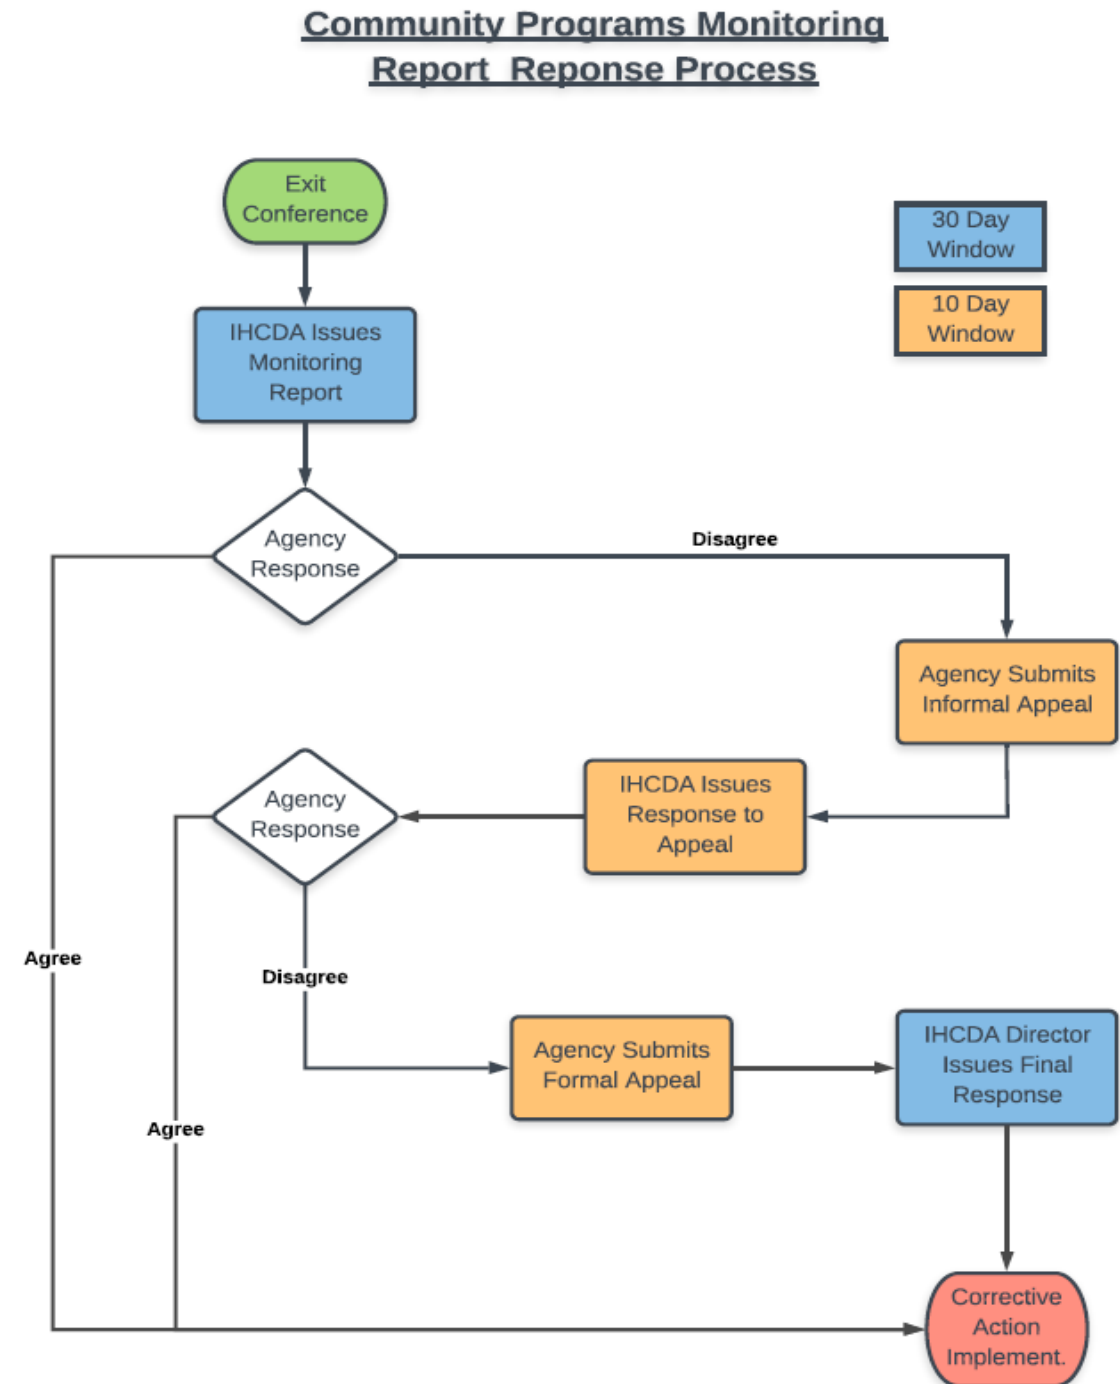 Community Programs Monitoring
Report Reponse Process
Exit
Conference
30 Day
Window
10 Day
Window
IHCDA Issues
Monitoring
Report
Agency
Response
Disagree
Agency Submits
Informal Appeal
IHCDA Issues
Response to
Appeal
Agency
Response
Agree
Disagree
Agency Submits
Formal Appeal
IHCDA Director
Issues Final
Response
Agree
Corrective
Action
Implement.